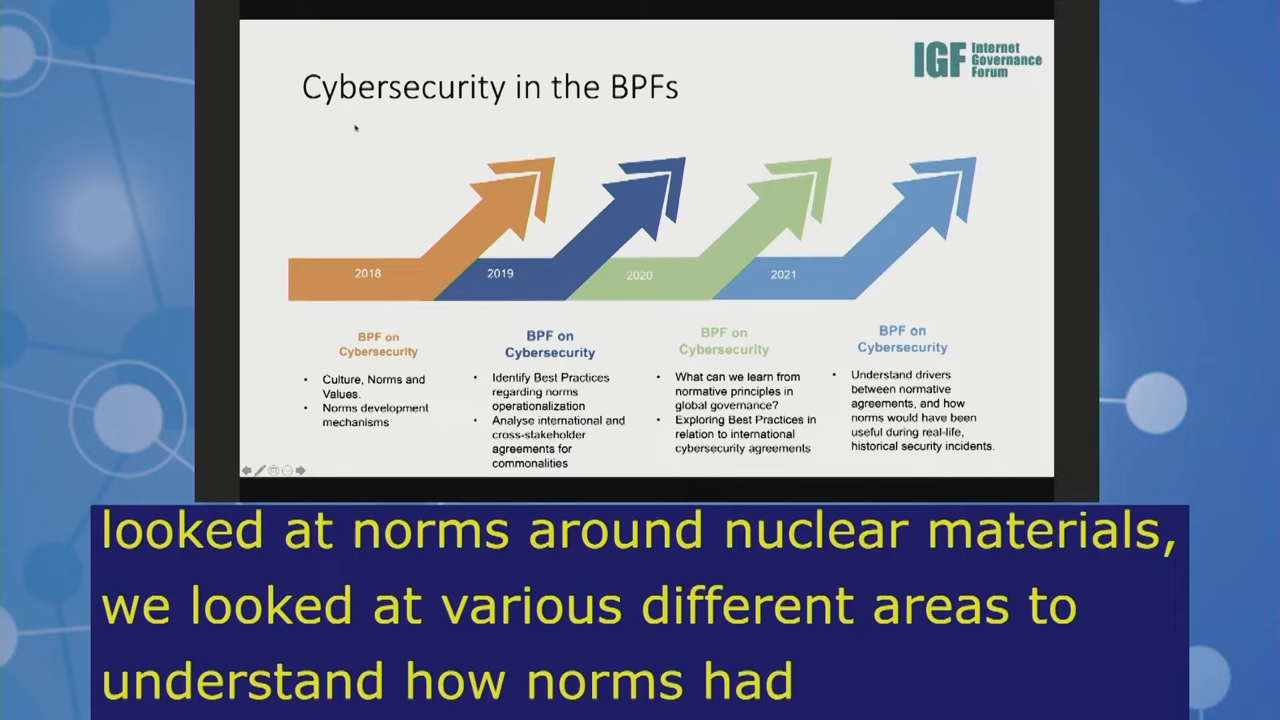 IGF Internet
Governance
Forum
Cybersecurity in the BPFs
2018
2019
2020
2021
BPF on
Cybersecurity
• Culture, Norms and
Values.
• Norms development
mechanisms
BPF on
Cybersecurity
• Identify Best Practices
regarding norms
operationalization
• Analyse international and
cross-stakeholder
agreements for
commonalities
BPF on
Cybersecurity
• What can we learn from
normative principles in
global governance?
• Exploring Best Practices in
relation to international
cybersecurity agreements
BPF on
Cybersecurity
• Understand drivers
between normative
agreements, and how
norms would have been
useful during real-life,
historical security incidents.
looked at norms around nuclear materials,
we looked at various different areas to
understand how norms had